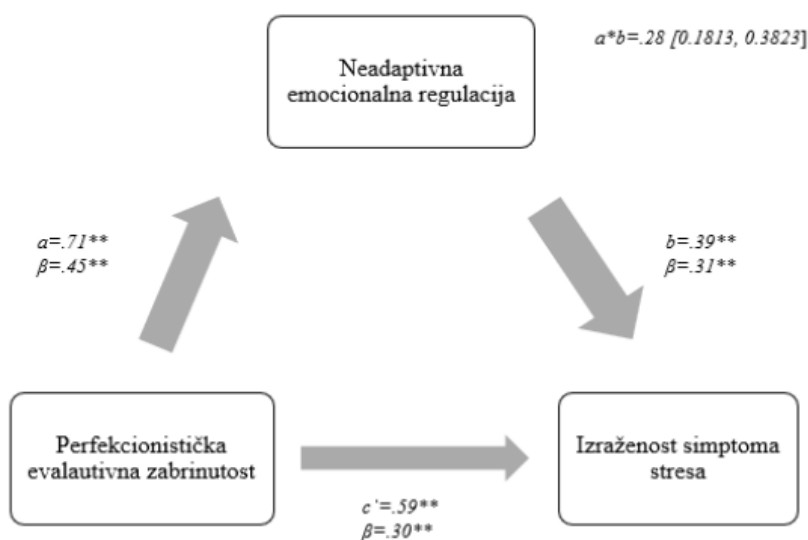 Neadaptivna
emocionalna regulacija
a*b=.28 [0.1813, 0.3823]
a=.71**
β=.45**
b=.39**
β=.31**
Perfekcionistička
evalautivna zabrinutost
Izraženost simptoma
stresa
c`=.59**
β=.30**